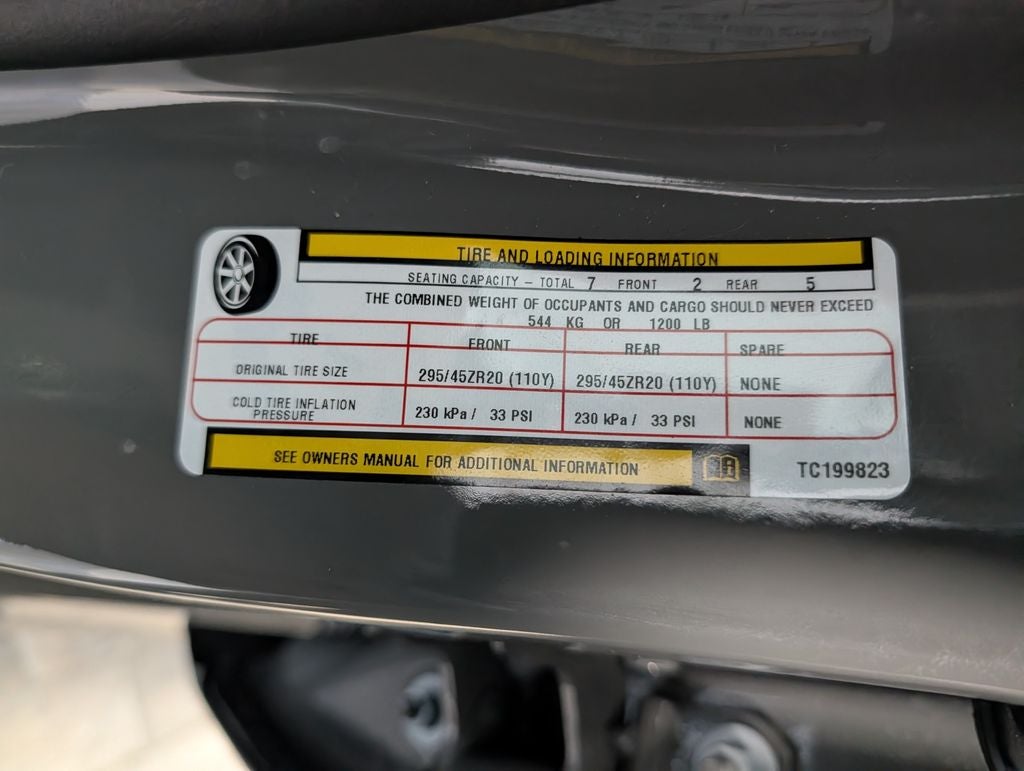 TIRE AND LOADING INFORMATION
SEATING CAPACITY – TOTAL 7 FRONT 2 REAR 5
THE COMBINED WEIGHT OF OCCUPANTS AND CARGO SHOULD NEVER EXCEED
544 KG OR 1200 LB
TIRE FRONT REAR SPARE
ORIGINAL TIRE SIZE 295/45ZR20 (110Y) 295/45ZR20 (110Y) NONE
COLD TIRE INFLATION
PRESSURE 230 kPa / 33 PSI 230 kPa / 33 PSI NONE
SEE OWNERS MANUAL FOR ADDITIONAL INFORMATION TC199823